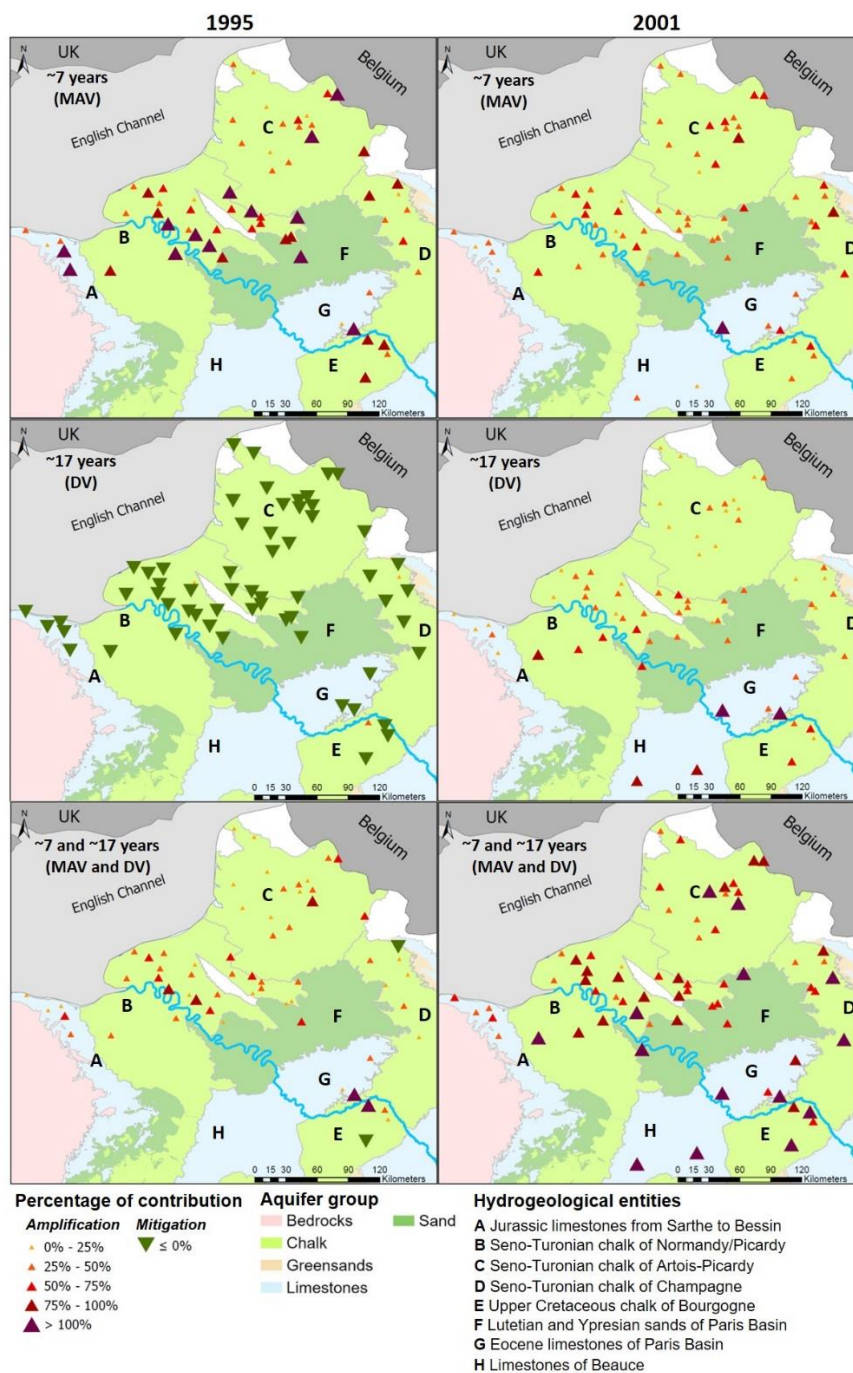 1995
2001
N
UK
~7 years
(MAV)
English Channel
Belgium
C
B
A
F
D
G
H
E
0 15 30 60 90 120
Kilometers
N
UK
~7 years
(MAV)
English Channel
Belgium
C
B
A
F
D
G
H
E
0 15 30 60 90 120
Kilometers
N
UK
~17 years
(DV)
English Channel
Belgium
C
B
A
F
D
G
H
E
0 15 30 60 90 120
Kilometers
N
UK
~17 years
(DV)
English Channel
Belgium
C
B
A
F
D
G
H
E
0 15 30 60 90 120
Kilometers
N
UK
~7 and ~17 years
(MAV and DV)
English Channel
Belgium
C
B
A
F
D
G
H
E
0 15 30 60 90 120
Kilometers
N
UK
~7 and ~17 years
(MAV and DV)
English Channel
Belgium
C
B
A
F
D
G
H
E
0 15 30 60 90 120
Kilometers
Percentage of contribution
Amplification Mitigation
0% - 25% ≤ 0%
25% - 50%
50% - 75%
75% - 100%
> 100%
Aquifer group
Bedrocks Sand
Chalk
Greensands
Limestones
Hydrogeological entities
A Jurassic limestones from Sarthe to Bessin
B Seno-Turonian chalk of Normandy/Picardy
C Seno-Turonian chalk of Artois-Picardy
D Seno-Turonian chalk of Champagne
E Upper Cretaceous chalk of Bourgogne
F Lutetian and Ypresian sands of Paris Basin
G Eocene limestones of Paris Basin
H Limestones of Beauce